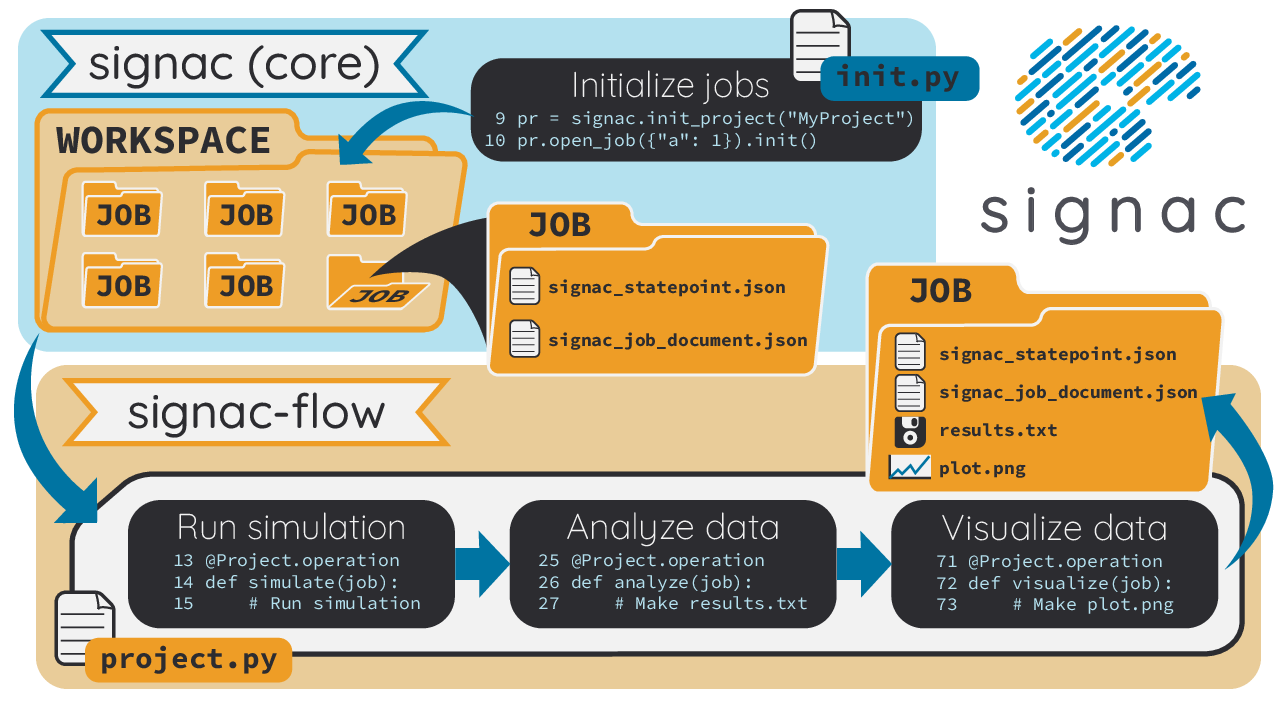 signac (core)
init.py
Initialize jobs
9 pr = signac.init_project("MyProject")
10 pr.open_job({"a": 1}).init()
signac
WORKSPACE
JOB
JOB
JOB
JOB
JOB
JOB
JOB
signac_statepoint.json
signac_job_document.json
JOB
signac_statepoint.json
signac_job_document.json
results.txt
plot.png
signac-flow
Run simulation
13 @Project.operation
14 def simulate(job):
15     # Run simulation
Analyze data
25 @Project.operation
26 def analyze(job):
27     # Make results.txt
Visualize data
71 @Project.operation
72 def visualize(job):
73     # Make plot.png
project.py